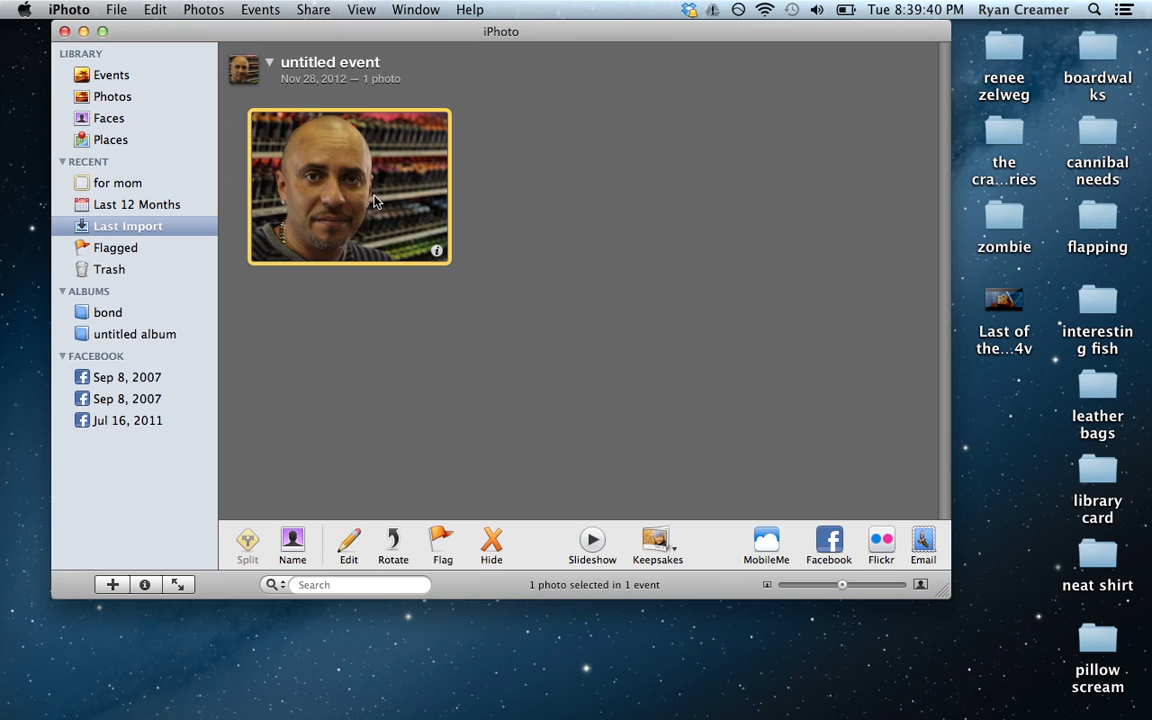 iPhoto File Edit Photos Events Share View Window Help Tue 8:39:40 PM Ryan Creamer
iPhoto
LIBRARY
Events
Photos
Faces
Places
RECENT
for mom
Last 12 Months
Last Import
Flagged
Trash
ALBUMS
bond
untitled album
FACEBOOK
Sep 8, 2007
Sep 8, 2007
Jul 16, 2011
untitled event
Nov 28, 2012 — 1 photo
Split Name Edit Rotate Flag Hide Slideshow Keepsakes MobileMe Facebook Flickr Email
Search
1 photo selected in 1 event
renee
zelweg
boardwal
ks
the
cra...ries
cannibal
needs
zombie
flapping
Last of
the...4v
interestin
g fish
leather
bags
library
card
neat shirt
pillow
scream